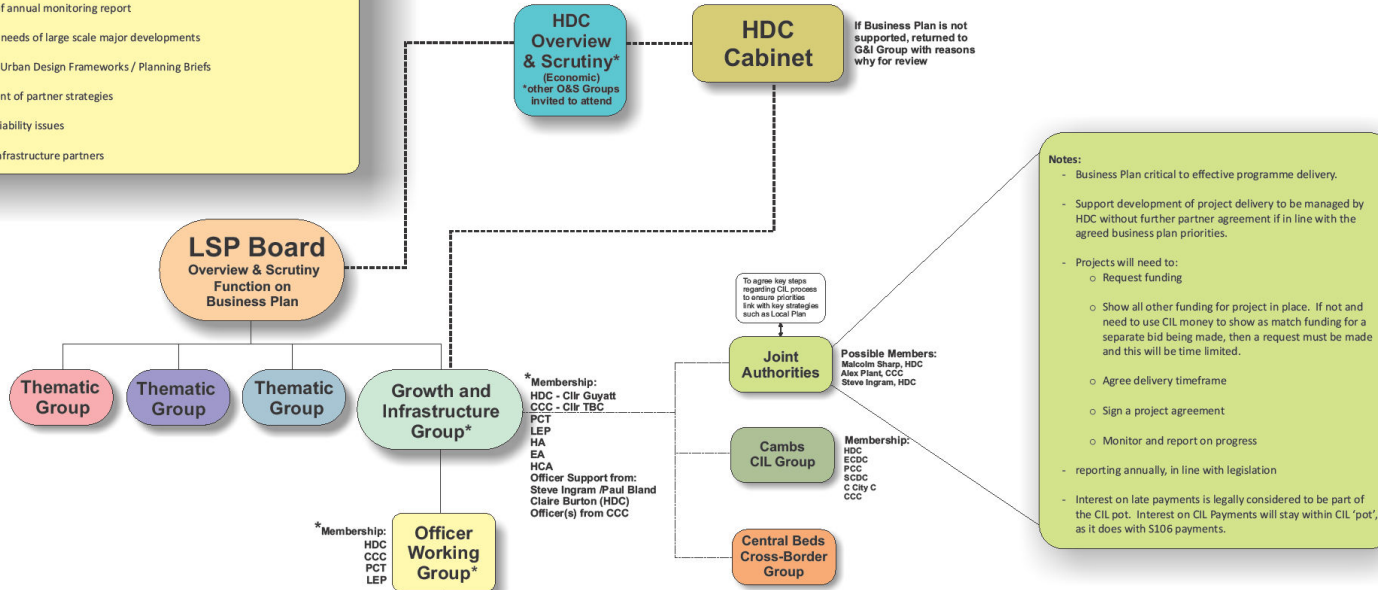 f annual monitoring report
needs of large scale major developments
Urban Design Frameworks / Planning Briefs
nt of partner strategies
iability issues
frastructure partners
HDC
Overview
& Scrutiny*
(Economic)
*other O&S Groups
invited to attend
HDC
Cabinet
If Business Plan is not
supported, returned to
G&I Group with reasons
why for review
LSP Board
Overview & Scrutiny
Function on
Business Plan
Thematic
Group
Thematic
Group
Thematic
Group
Growth and
Infrastructure
Group*
*Membership:
HDC - Cllr Guyatt
CCC - Cllr TBC
PCT
LEP
HA
EA
HCA
Officer Support from:
Steve Ingram /Paul Bland
Claire Burton (HDC)
Officer(s) from CCC
*Membership:
HDC
CCC
PCT
LEP
Officer
Working
Group*
To agree key steps
regarding CIL process
to ensure priorities
link with key strategies
such as Local Plan
Joint
Authorities
Possible Members:
Malcolm Sharp, HDC
Alex Plant, CCC
Steve Ingram, HDC
Cambs
CIL Group
Membership:
HDC
ECDC
PCC
SCDC
C City C
CCC
Central Beds
Cross-Border
Group
Notes:
- Business Plan critical to effective programme delivery.
- Support development of project delivery to be managed by
HDC without further partner agreement if in line with the
agreed business plan priorities.
- Projects will need to:
o Request funding
o Show all other funding for project in place. If not and
need to use CIL money to show as match funding for a
separate bid being made, then a request must be made
and this will be time limited.
o Agree delivery timeframe
o Sign a project agreement
o Monitor and report on progress
- reporting annually, in line with legislation
- Interest on late payments is legally considered to be part of
the CIL pot. Interest on CIL Payments will stay within CIL ‘pot’,
as it does with S106 payments.